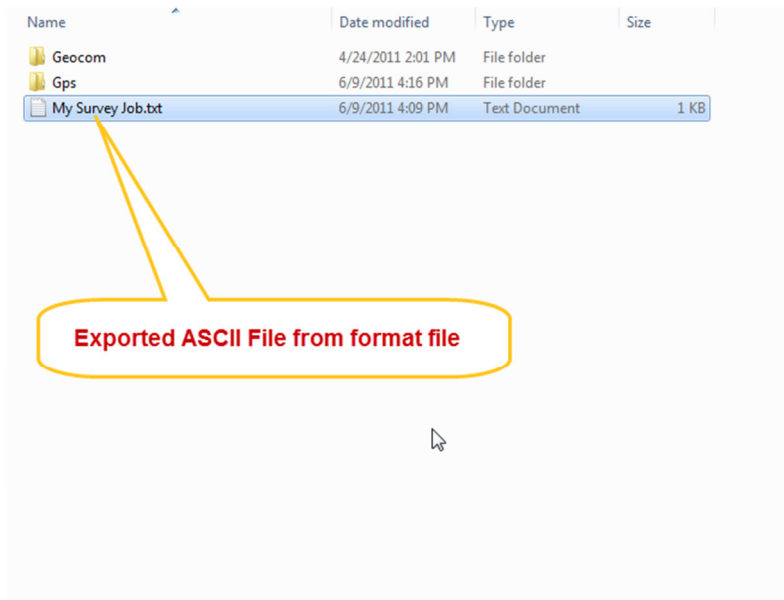 Name Date modified Type Size
Geocom 4/24/2011 2:01 PM File folder
Gps 6/9/2011 4:16 PM File folder
My Survey Job.txt 6/9/2011 4:09 PM Text Document 1 KB
Exported ASCII File from format file